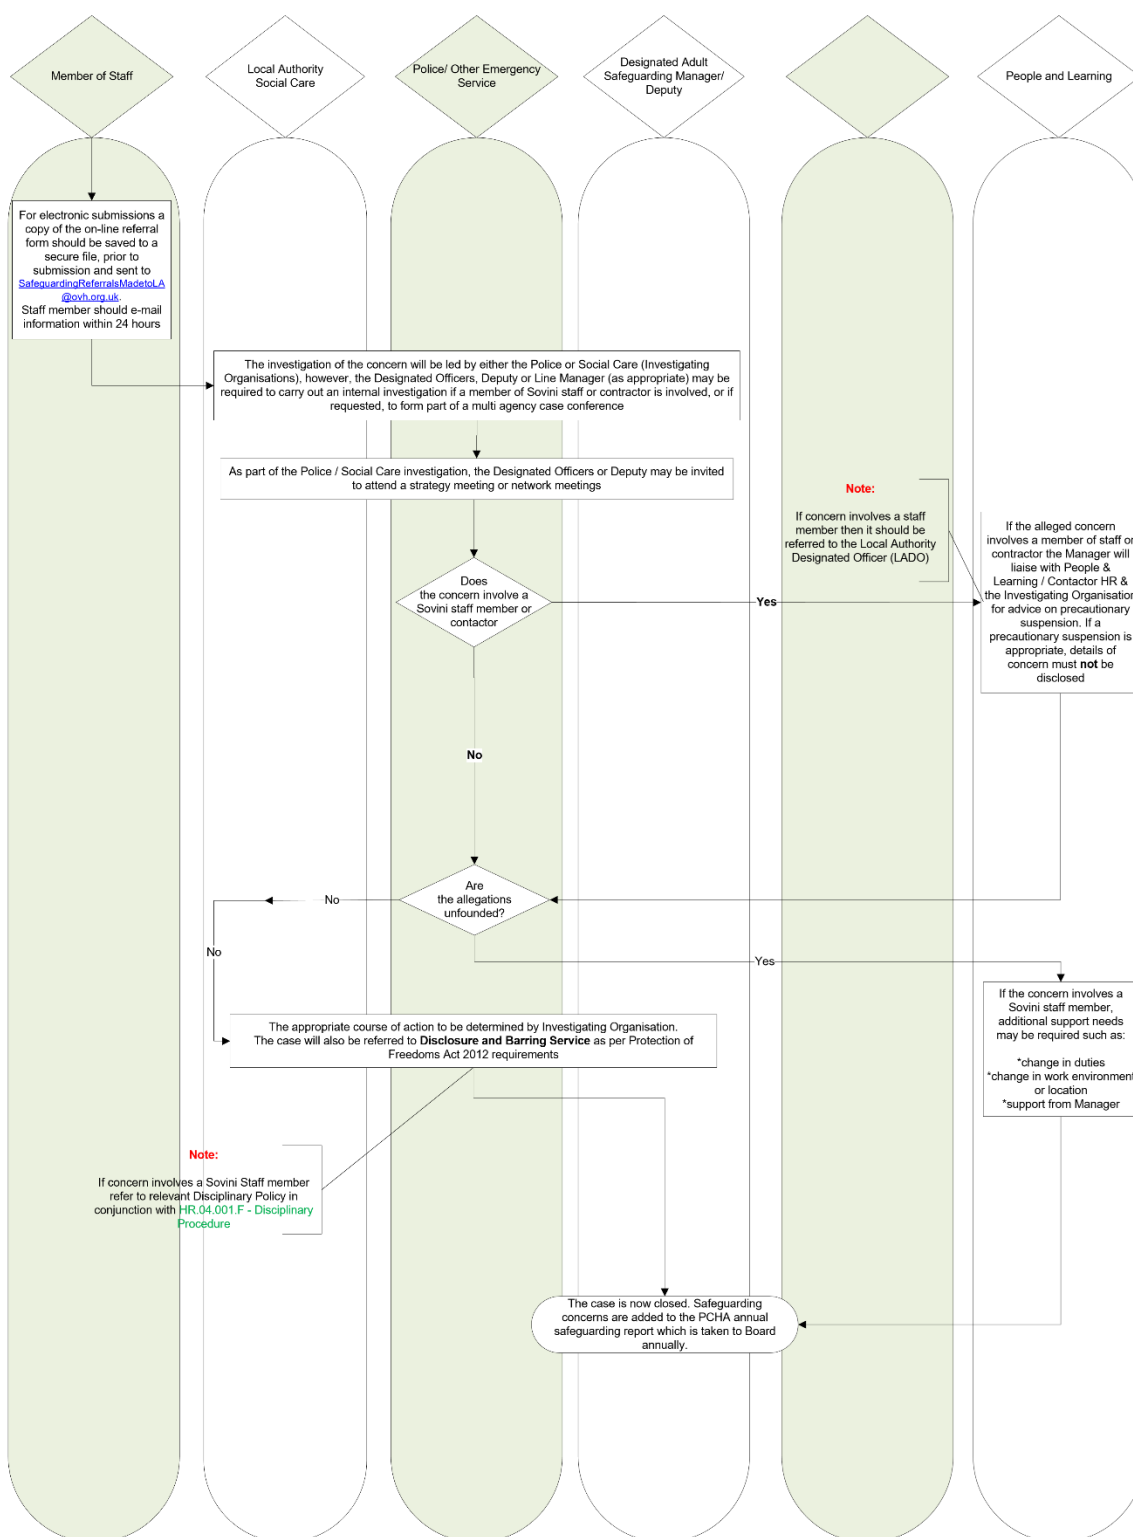 Member of Staff
Local Authority
Social Care
Police/ Other Emergency
Service
Designated Adult
Safeguarding Manager/
Deputy
People and Learning
For electronic submissions a
copy of the on-line referral
form should be saved to a
secure file, prior to
submission and sent to
SafeguardingReferralsMadetoLA
@ovh.org.uk.
Staff member should e-mail
information within 24 hours
The investigation of the concern will be led by either the Police or Social Care (Investigating
Organisations), however, the Designated Officers, Deputy or Line Manager (as appropriate) may be
required to carry out an internal investigation if a member of Sovini staff or contractor is involved, or if
requested, to form part of a multi agency case conference
As part of the Police / Social Care investigation, the Designated Officers or Deputy may be invited
to attend a strategy meeting or network meetings
Note:
If concern involves a staff
member then it should be
referred to the Local Authority
Designated Officer (LADO)
If the alleged concern
involves a member of staff or
contractor the Manager will
liaise with People &
Learning / Contactor HR &
the Investigating Organisation
for advice on precautionary
suspension. If a
precautionary suspension is
appropriate, details of
concern must not be
disclosed
Does
the concern involve a
Sovini staff member or
contactor
Yes
No
Are
the allegations
unfounded?
No
No
Yes
If the concern involves a
Sovini staff member,
additional support needs
may be required such as:
*change in duties
*change in work environment
or location
*support from Manager
The appropriate course of action to be determined by Investigating Organisation.
The case will also be referred to Disclosure and Barring Service as per Protection of
Freedoms Act 2012 requirements
Note:
If concern involves a Sovini Staff member
refer to relevant Disciplinary Policy in
conjunction with HR.04.001.F - Disciplinary
Procedure
The case is now closed. Safeguarding
concerns are added to the PCHA annual
safeguarding report which is taken to Board
annually.